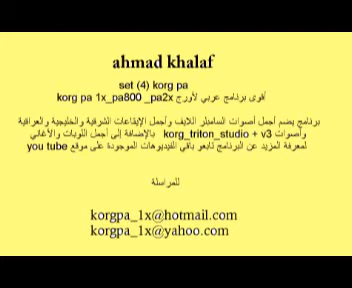 ahmad khalaf
set (4) korg pa
أقوى برنامج عربي لأورج korg pa 1x_pa800 _pa2x
برنامج يضم أجمل أصوات السامبلر اللايف وأجمل الإيقاعات الشرقية والخليجية والعراقية
وأصوات korg_triton_studio + v3 بالإضافة إلى أجمل اللوبات والأغاني
لمعرفة المزيد عن البرنامج تابعو باقي الفيديوهات الموجودة على موقع you tube
للمراسلة
korgpa_1x@hotmail.com
korgpa_1x@yahoo.com